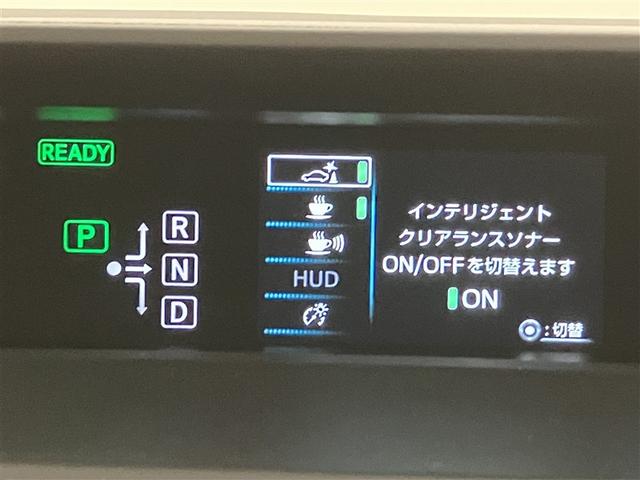 READY
P
R
N
D
HUD
インテリジェント
クリアランスソナー
ON/OFFを切替えます
ON
:切替